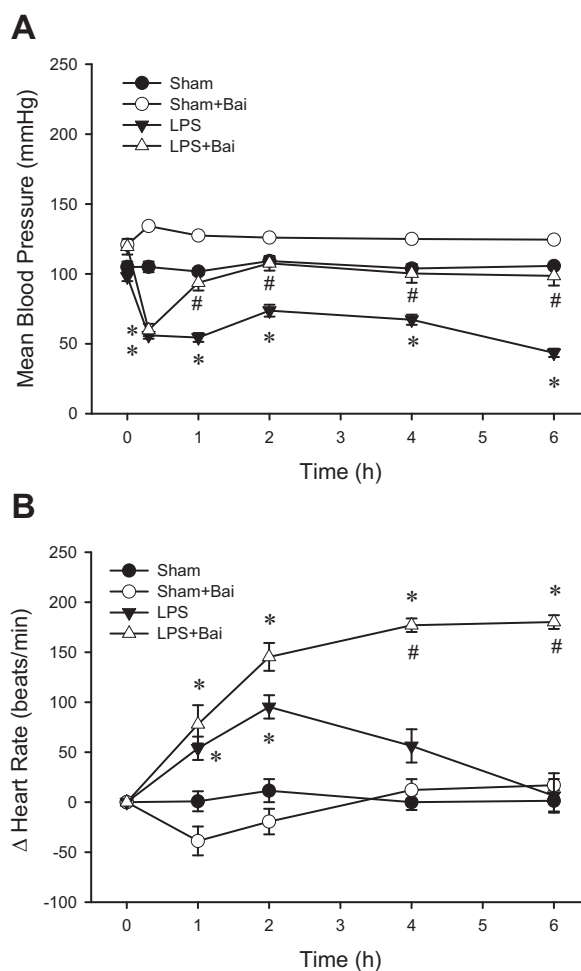 A
250
Sham
Sham+Bai
LPS
LPS+Bai
200
150
100
50
0
Mean Blood Pressure (mmHg)
#
#
#
#
*
*
*
*
*
*
0 1 2 3 4 5 6
Time (h)
B
250
Sham
Sham+Bai
LPS
LPS+Bai
200
150
100
50
0
-50
-100
Δ Heart Rate (beats/min)
*
*
*
*
#
#
*
*
0 1 2 3 4 5 6
Time (h)